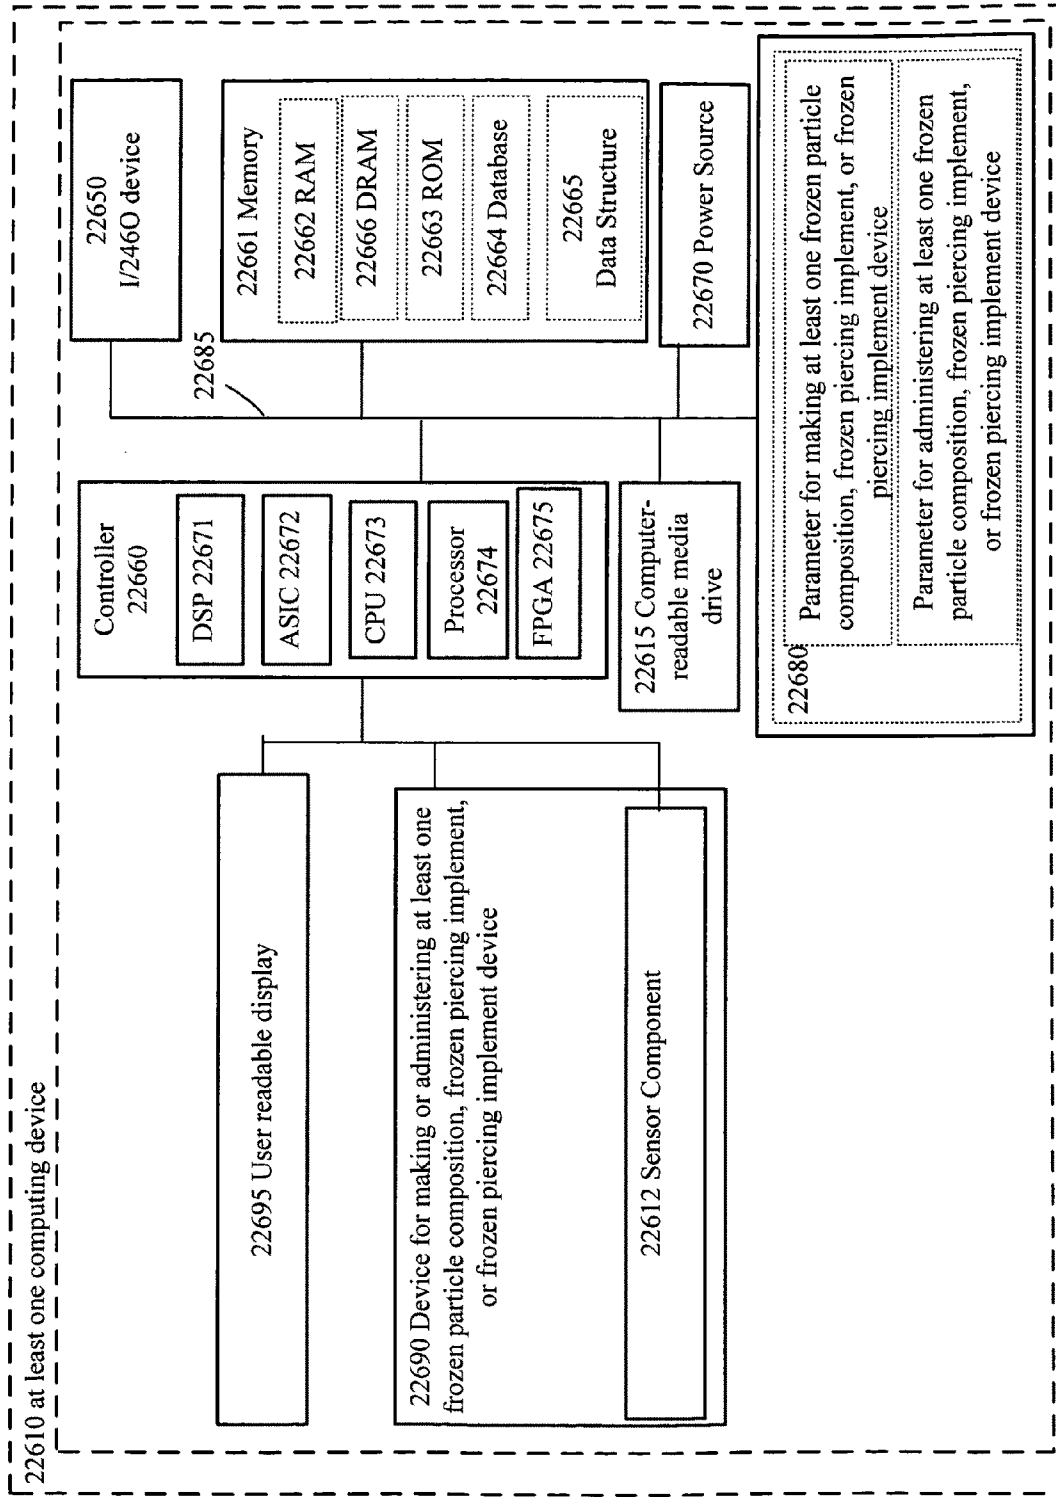 22610 at least one computing device
22695 User readable display
22690 Device for making or administering at least one
frozen particle composition, frozen piercing implement,
or frozen piercing implement device
22612 Sensor Component
Controller
22660
DSP 22671
ASIC 22672
CPU 22673
Processor
22674
FPGA 22675
22615 Computer-
readable media
drive
22685
22650
I/246O device
22661 Memory
22662 RAM
22666 DRAM
22663 ROM
22664 Database
22665
Data Structure
22670 Power Source
22680
Parameter for making at least one frozen particle
composition, frozen piercing implement, or frozen
piercing implement device
Parameter for administering at least one frozen
particle composition, frozen piercing implement,
or frozen piercing implement device